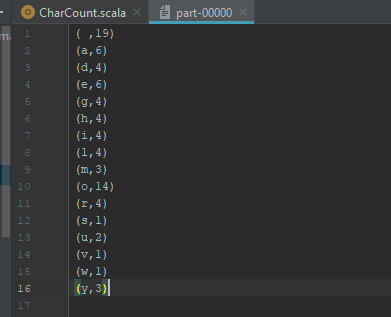 CharCount.scala part-00000
ma
1 ( ,19)
2 (a,6)
3 (d,4)
4 (e,6)
5 (g,4)
6 (h,4)
7 (i,4)
8 (l,4)
9 (m,3)
10 (o,14)
11 (r,4)
12 (s,1)
13 (u,2)
14 (v,1)
15 (w,1)
16 (y,3)
17